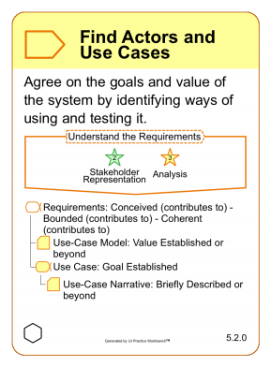 Find Actors and
Use Cases
Agree on the goals and value of
the system by identifying ways of
using and testing it.
Understand the Requirements
2
3
Stakeholder
Representation
Analysis
Requirements: Conceived (contributes to) -
Bounded (contributes to) - Coherent
(contributes to)
Use-Case Model: Value Established or
beyond
Use Case: Goal Established
Use-Case Narrative: Briefly Described or
beyond
Generated by IJI Practice Workbench™
5.2.0